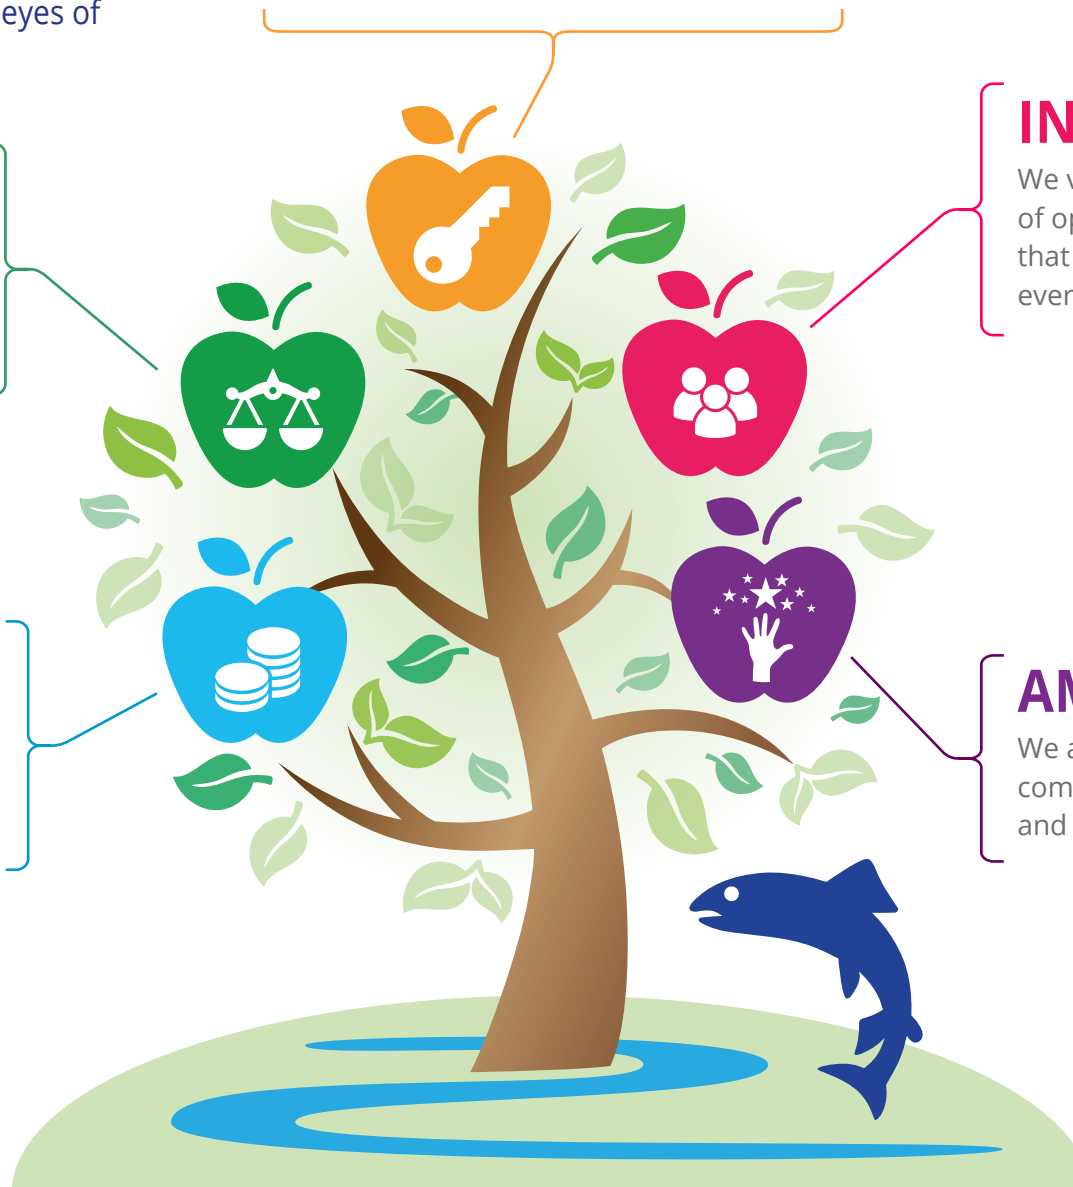 eyes of
IN
We v
of op
that
ever
AM
We a
com
and